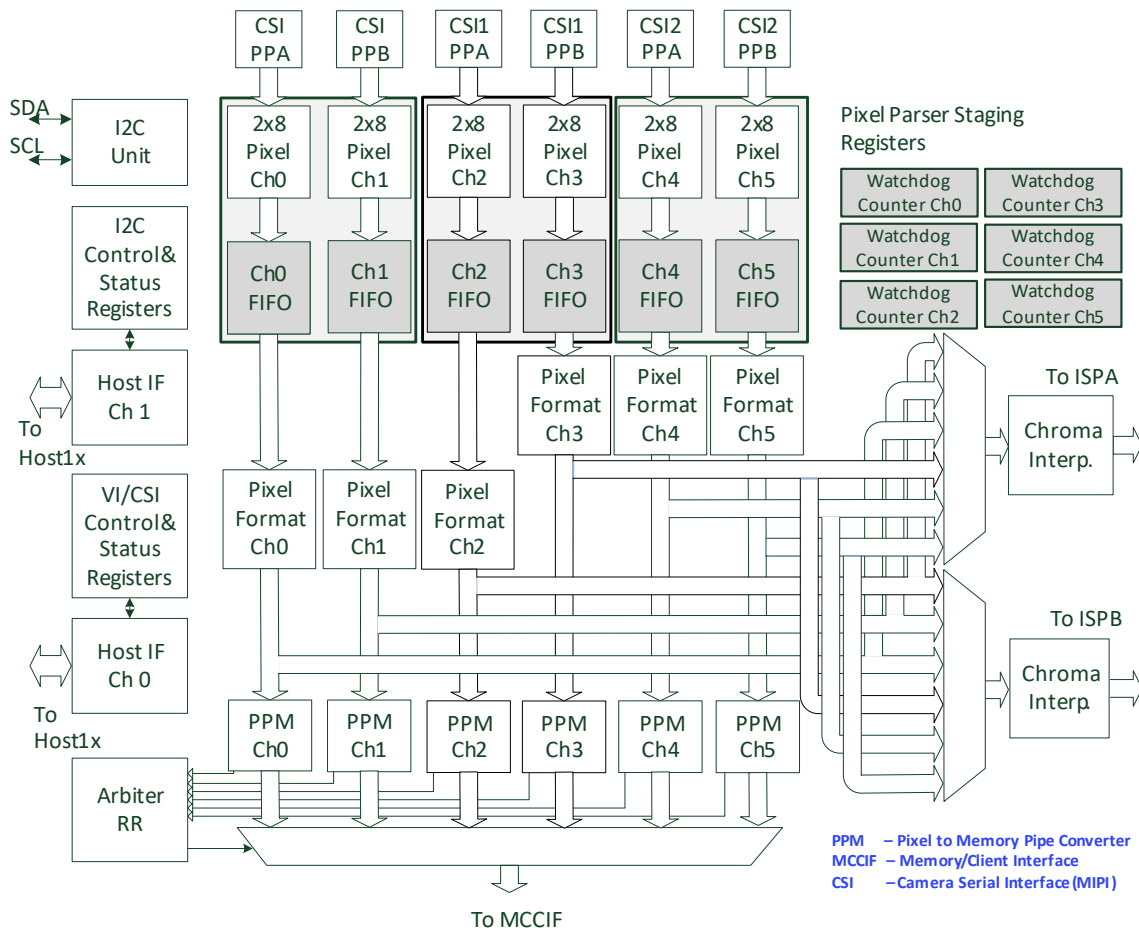 CSI
PPA
CSI
PPB
CSI1
PPA
CSI1
PPB
CSI2
PPA
CSI2
PPB
SDA
SCL
I2C
Unit
2x8
Pixel
Ch0
2x8
Pixel
Ch1
2x8
Pixel
Ch2
2x8
Pixel
Ch3
2x8
Pixel
Ch4
2x8
Pixel
Ch5
Pixel Parser Staging
Registers
Watchdog
Counter Ch0
Watchdog
Counter Ch3
Watchdog
Counter Ch1
Watchdog
Counter Ch4
Watchdog
Counter Ch2
Watchdog
Counter Ch5
I2C
Control&
Status
Registers
Ch0
FIFO
Ch1
FIFO
Ch2
FIFO
Ch3
FIFO
Ch4
FIFO
Ch5
FIFO
Host IF
Ch 1
To
Host1x
Pixel
Format
Ch3
Pixel
Format
Ch4
Pixel
Format
Ch5
To ISPA
Chroma
Interp.
VI/CSI
Control&
Status
Registers
Pixel
Format
Ch0
Pixel
Format
Ch1
Pixel
Format
Ch2
Host IF
Ch 0
To
Host1x
To ISPB
Chroma
Interp.
PPM
Ch0
PPM
Ch1
PPM
Ch2
PPM
Ch3
PPM
Ch4
PPM
Ch5
Arbiter
RR
PPM – Pixel to Memory Pipe Converter
MCCIF – Memory/Client Interface
CSI – Camera Serial Interface (MIPI)
To MCCIF